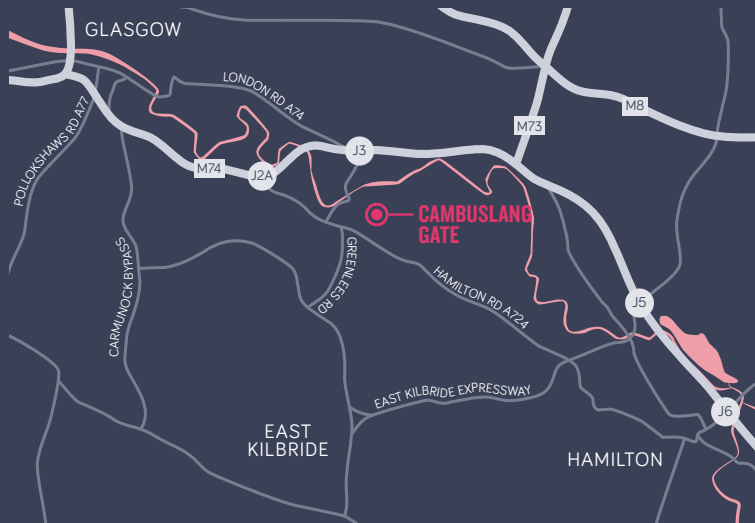 GLASGOW
LONDON RD A74
POLLOKSHAWS RD A77
M8
M73
J3
M74
J2A
CAMBUSLANG
GATE
CARMUNOCK BYPASS
GREENLEES RD
HAMILTON RD A724
J5
EAST KILBRIDE EXPRESSWAY
J6
EAST
KILBRIDE
HAMILTON